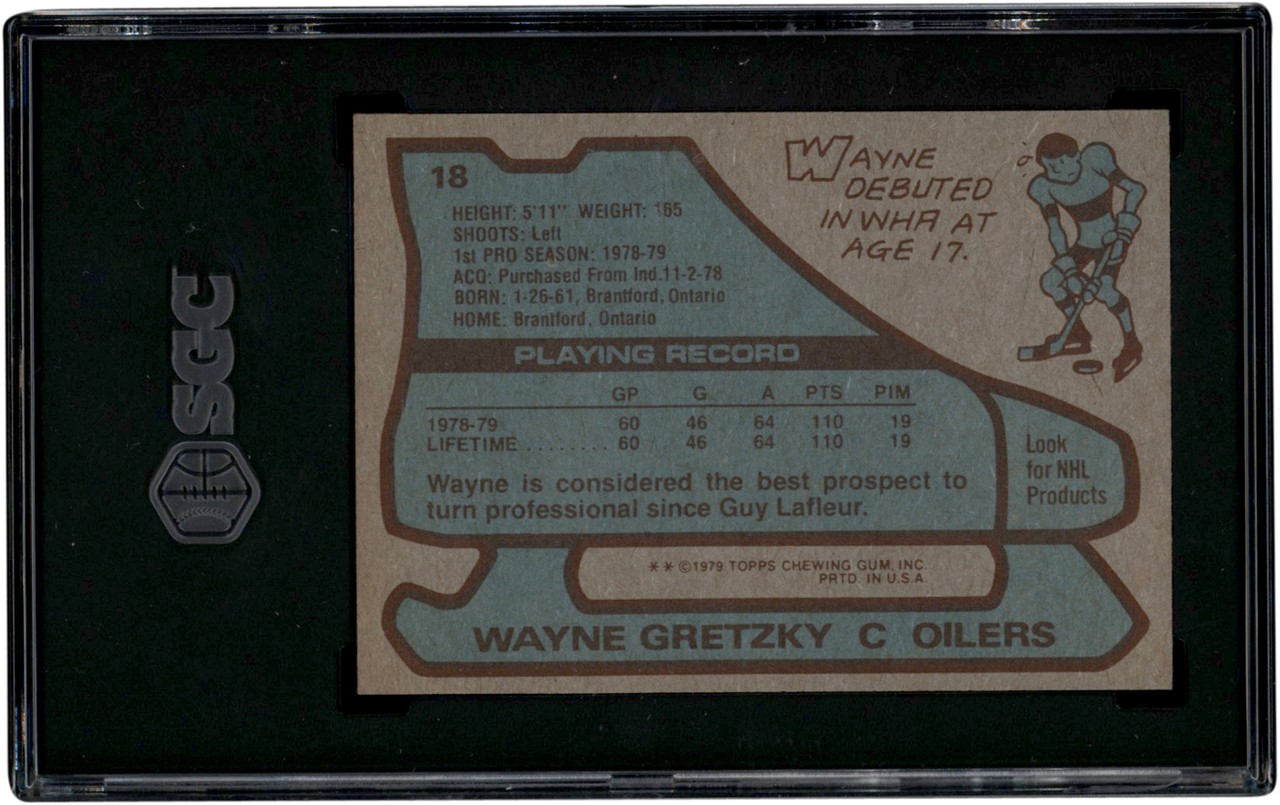 SGC
18
HEIGHT: 5'11" WEIGHT: 165
SHOOTS: Left
1st PRO SEASON: 1978-79
ACQ: Purchased From Ind.11-2-78
BORN: 1-26-61, Brantford, Ontario
HOME: Brantford, Ontario
WAYNE
DEBUTED
IN WHA AT
AGE 17.
PLAYING RECORD
GP G A PTS PIM
1978-79 60 46 64 110 19
LIFETIME ........ 60 46 64 110 19
Wayne is considered the best prospect to
turn professional since Guy Lafleur.
Look
for NHL
Products
** ©1979 TOPPS CHEWING GUM, INC.
PRTD. IN U.S.A.
WAYNE GRETZKY C OILERS